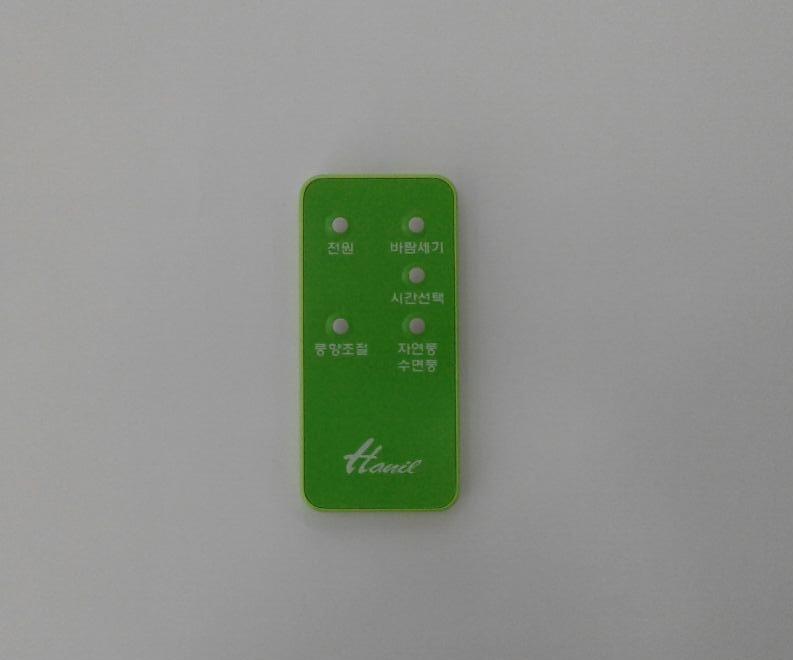 전원 바람세기
시간선택
풍향조절 자연풍
수면풍
Hanil